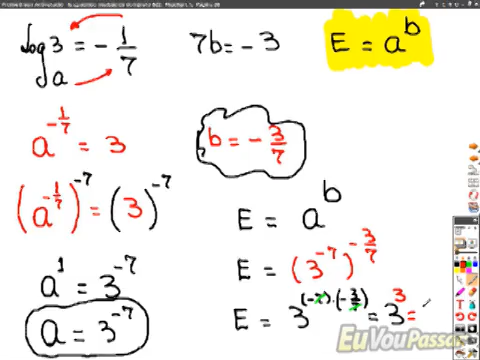 log_a 3 = -1/7
a^(-1/7) = 3
(a^(-1/7))^-7 = (3)^-7
a^1 = 3^-7
a = 3^-7
7b = -3
b = -3/7
E = a^b
E = a^b
E = (3^-7)^(-3/7)
E = 3^((-7)·(-3/7)) = 3^3 =
EuVouPassar